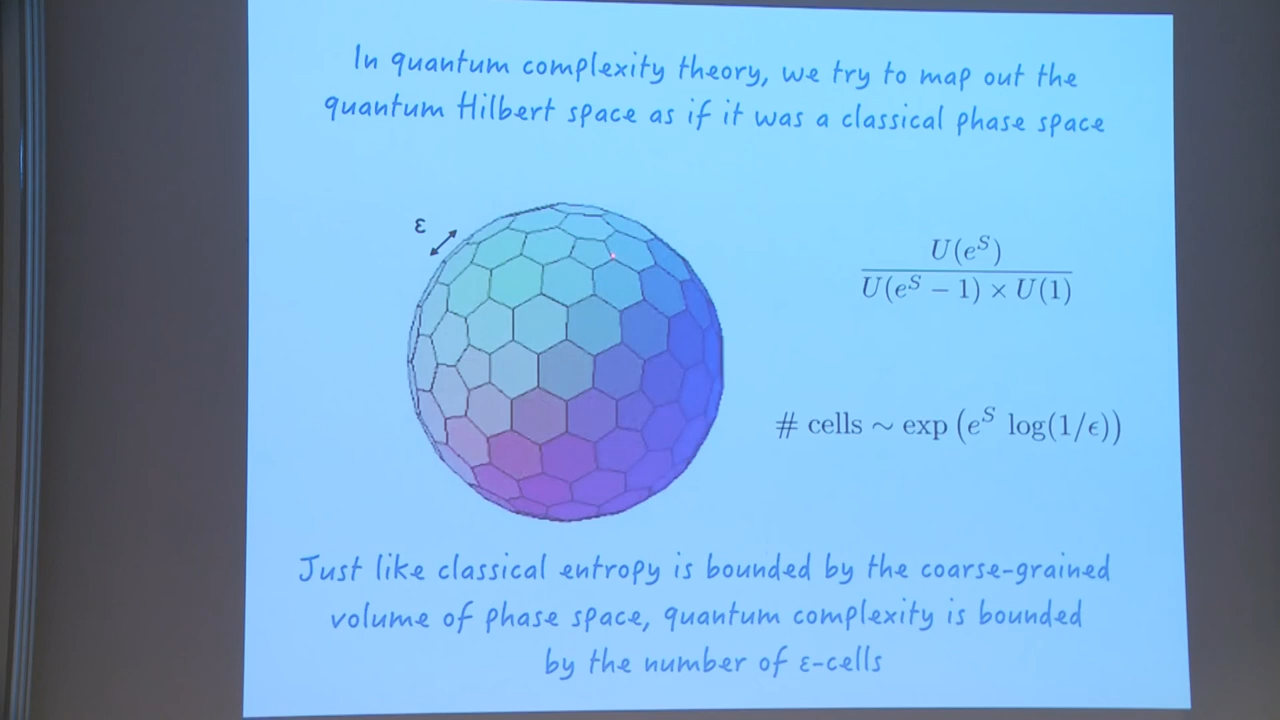 In quantum complexity theory, we try to map out the
quantum Hilbert space as if it was a classical phase space
ε
U(e^S)
U(e^S − 1) × U(1)
# cells ~ exp (e^S log(1/ϵ))
Just like classical entropy is bounded by the coarse-grained
volume of phase space, quantum complexity is bounded
by the number of ε-cells